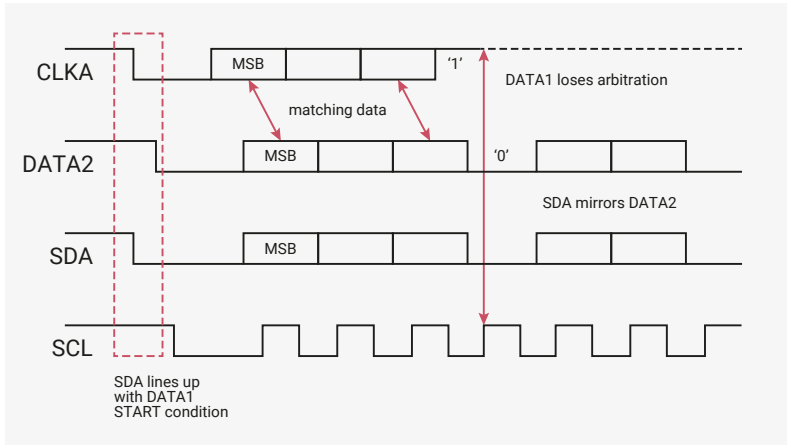 CLKA
MSB
'1'
DATA1 loses arbitration
matching data
DATA2
MSB
'0'
SDA mirrors DATA2
SDA
MSB
SCL
SDA lines up
with DATA1
START condition